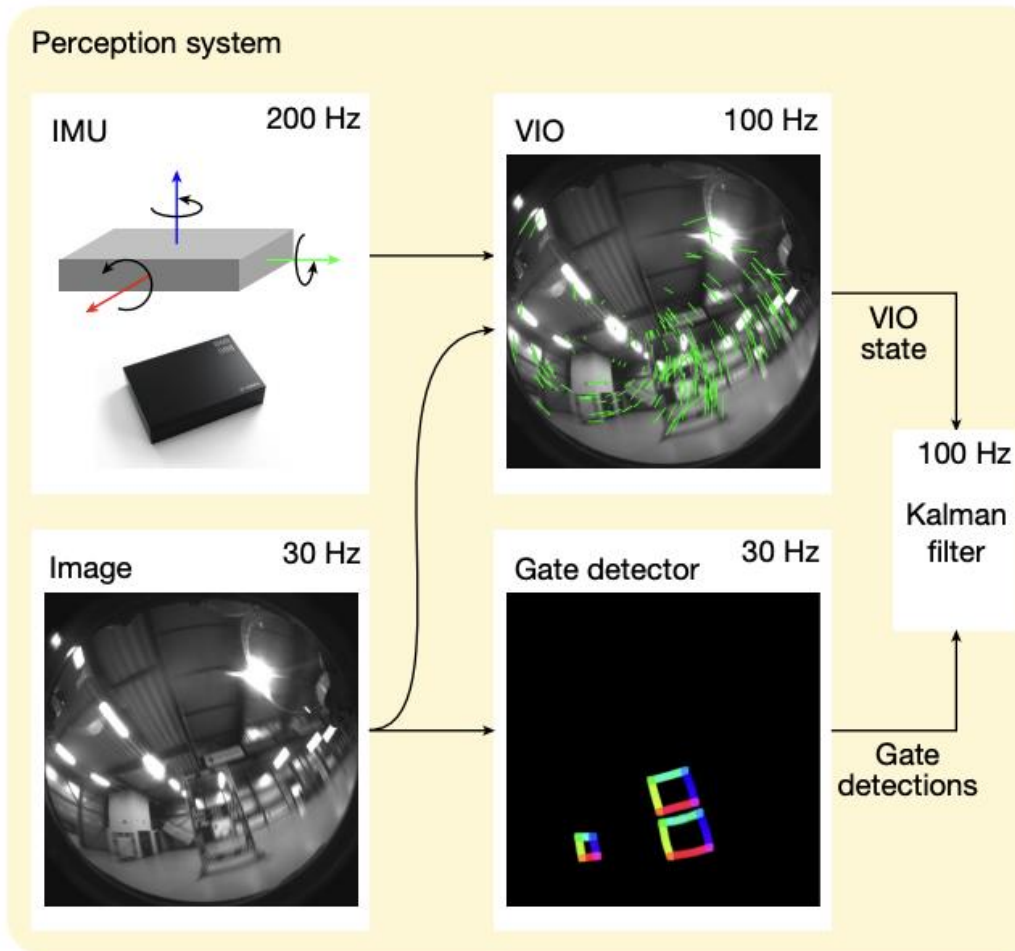 Perception system
IMU
200 Hz
VIO
100 Hz
VIO
state
100 Hz
Kalman
filter
Image
30 Hz
Gate detector
30 Hz
Gate
detections